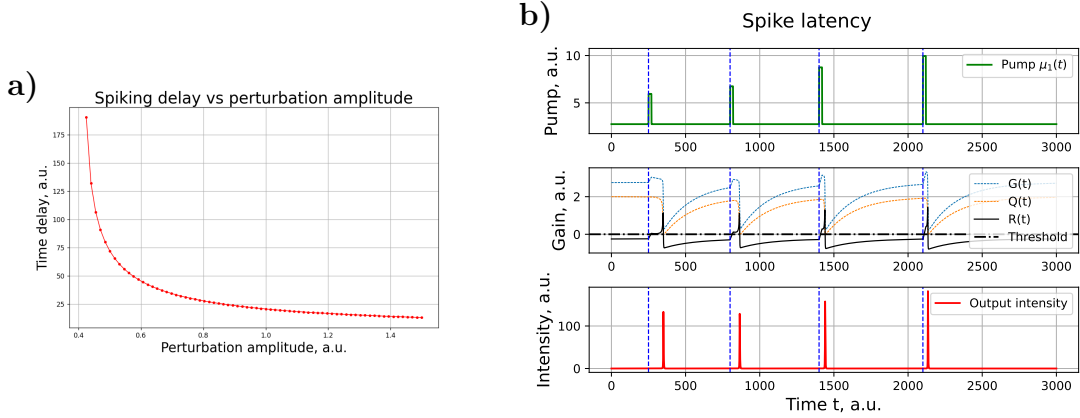 a)
Spiking delay vs perturbation amplitude
Time delay, a.u.
175
150
125
100
75
50
25
0.4
0.6
0.8
1.0
1.2
1.4
Perturbation amplitude, a.u.
b)
Spike latency
Pump, a.u.
10
5
Pump μ₁(t)
0
500
1000
1500
2000
2500
3000
Gain, a.u.
2
0
G(t)
Q(t)
R(t)
Threshold
0
500
1000
1500
2000
2500
3000
Intensity, a.u.
100
0
Output intensity
0
500
1000
1500
2000
2500
3000
Time t, a.u.